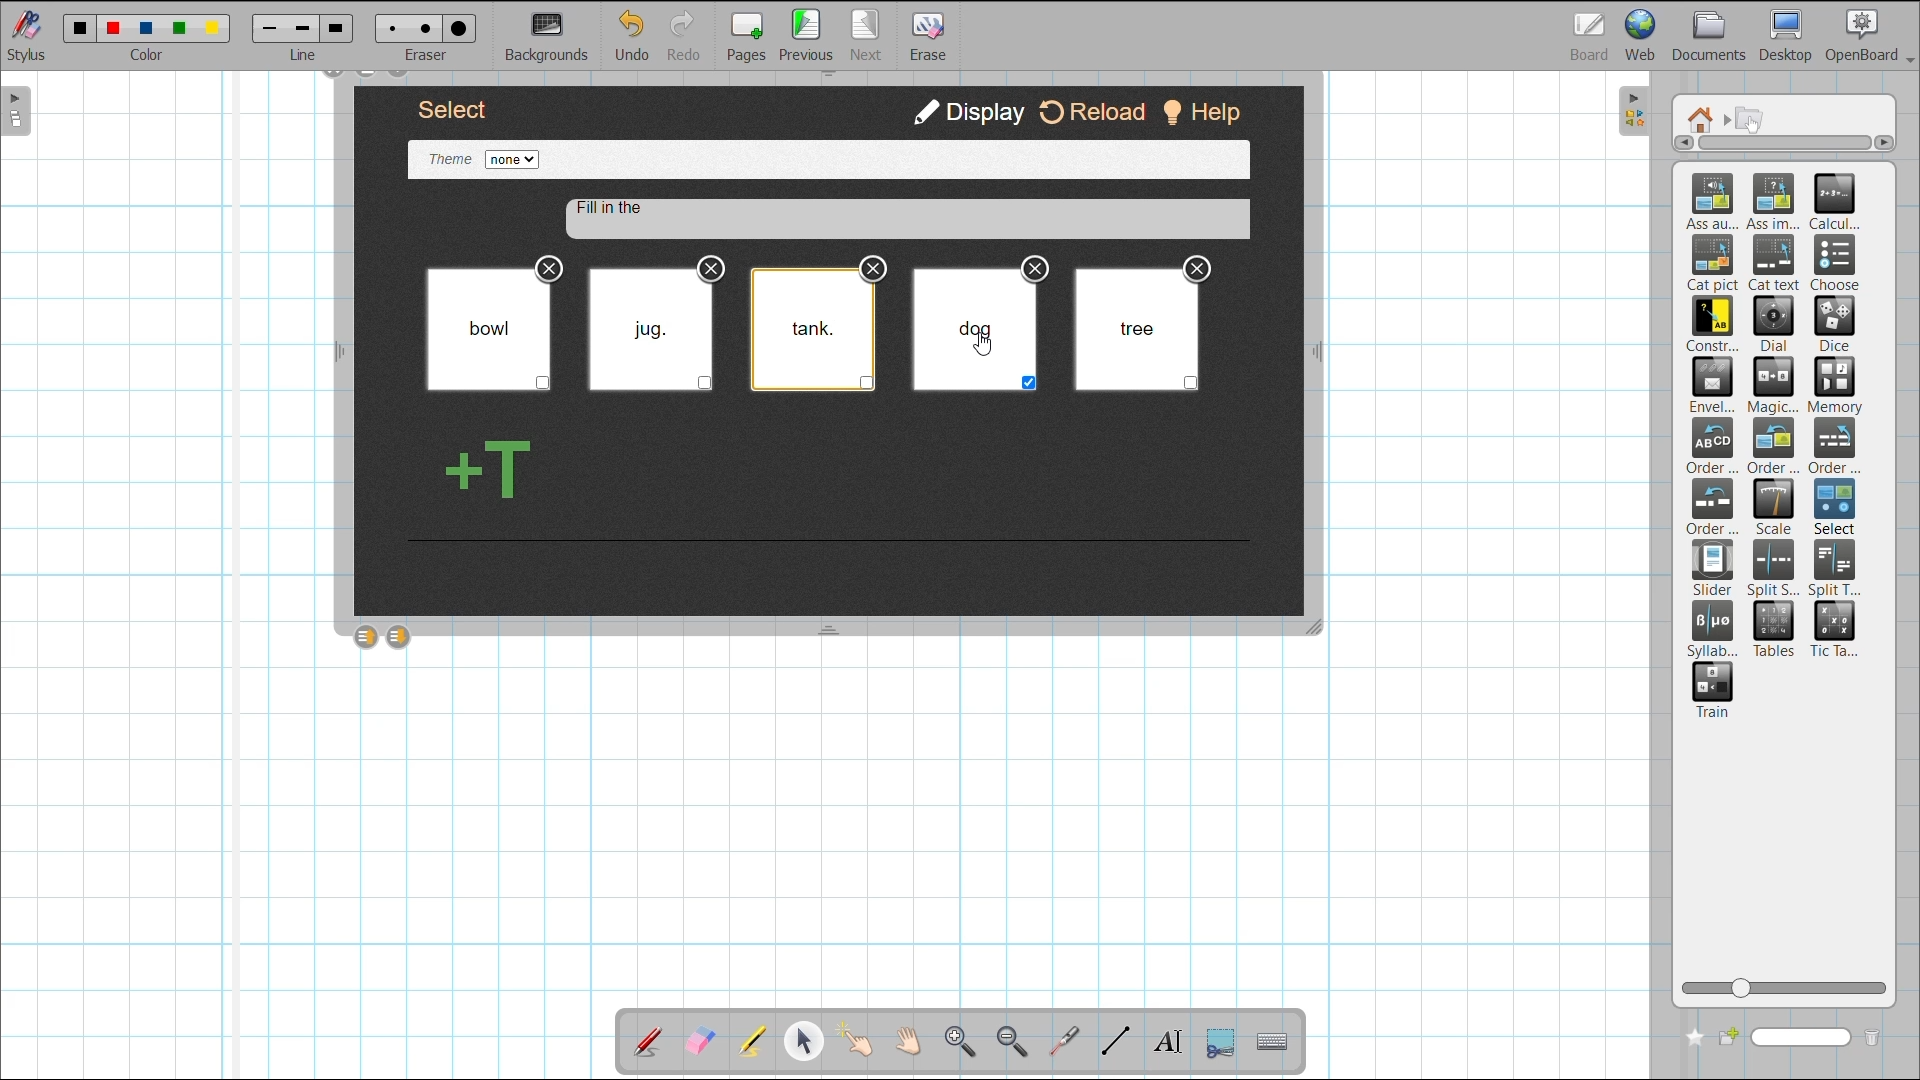 Stylus Color Line Eraser Backgrounds Undo Redo Pages Previous Next Erase Board Web Documents Desktop OpenBoard
Select Display Reload Help
Theme none
Fill in the
bowl jug. tank. dog tree
+T
Ass au... Ass im... Calcul...
Cat pict Cat text Choose
Constr... Dial Dice
Envel... Magic... Memory
Order ... Order ... Order ...
Order ... Scale Select
Slider Split S... Split T...
Syllab... Tables Tic Ta...
Train